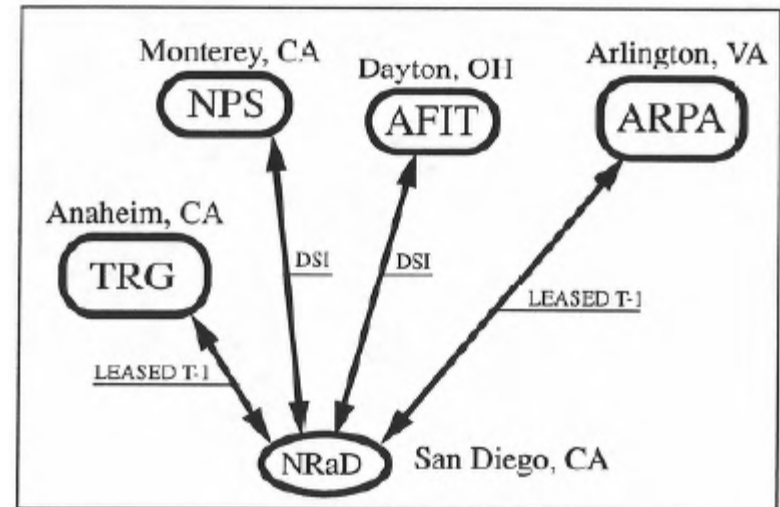 Monterey, CA
NPS
Dayton, OH
AFIT
Arlington, VA
ARPA
Anaheim, CA
TRG
DSI
DSI
LEASED T-1
LEASED T-1
NRaD
San Diego, CA